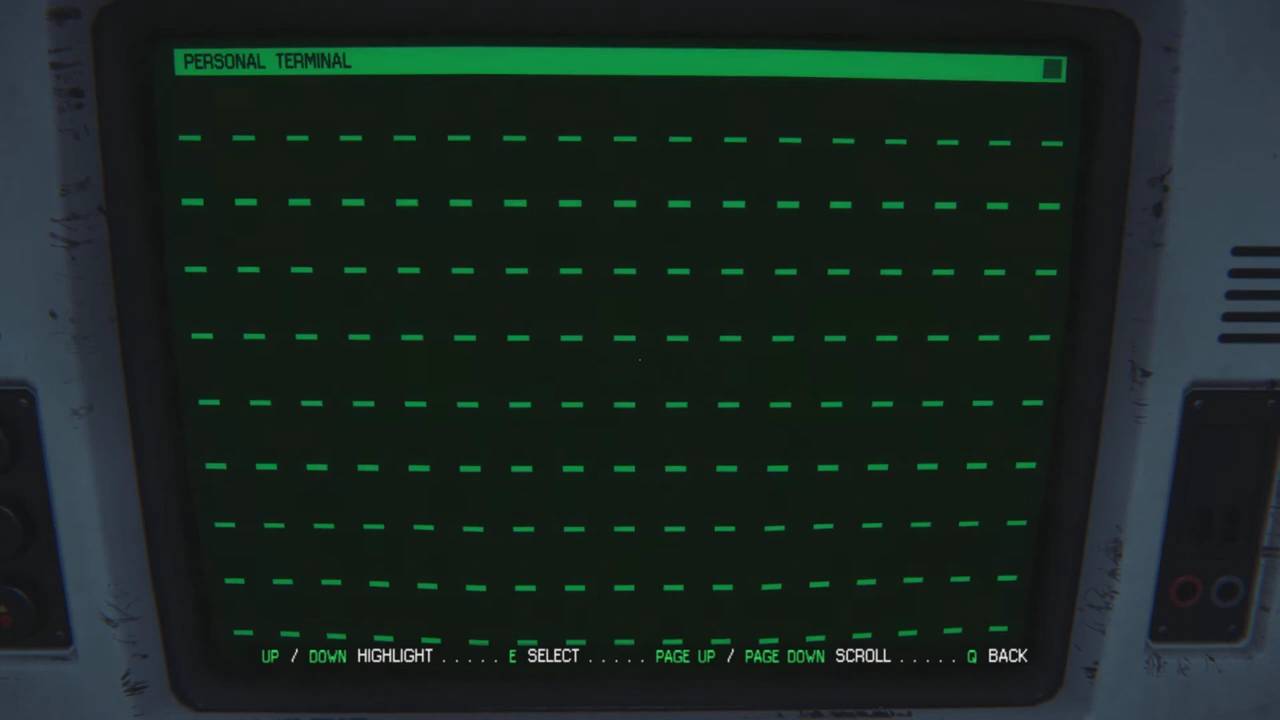 PERSONAL TERMINAL
UP / DOWN HIGHLIGHT ..... E SELECT ..... PAGE UP / PAGE DOWN SCROLL ..... Q BACK